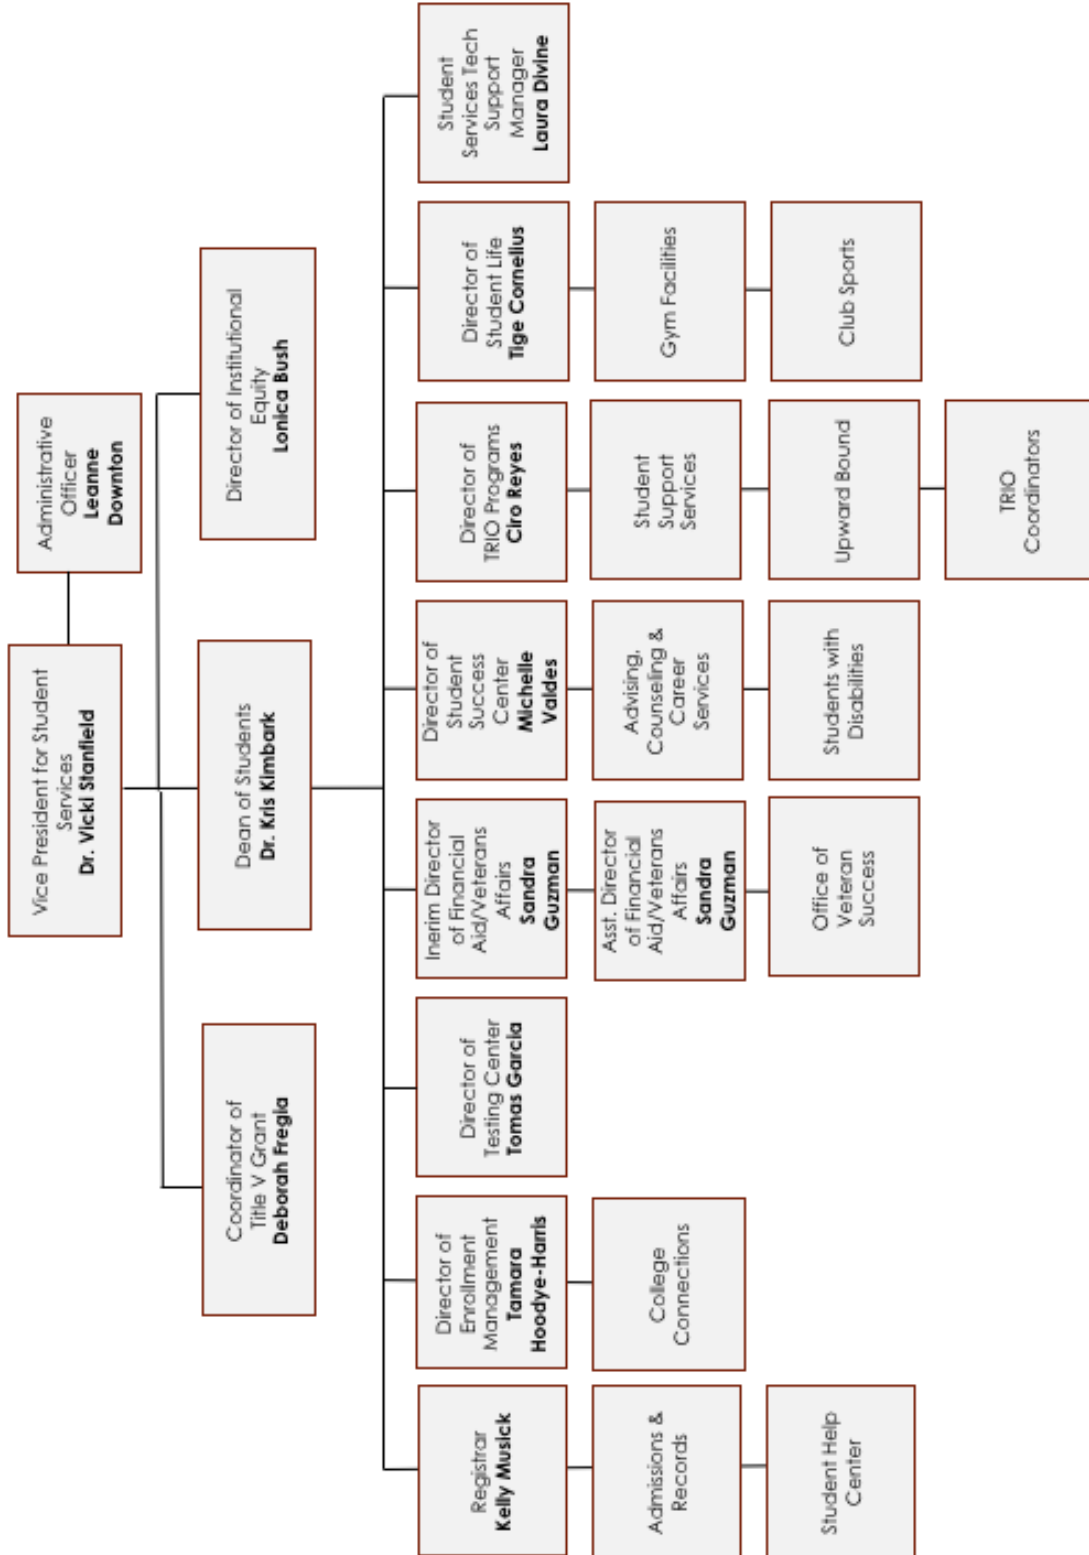 Vice President for Student
Services
Dr. Vicki Stanfield
Administrative
Officer
Leanne
Downton
Coordinator of
Title V Grant
Deborah Fregia
Dean of Students
Dr. Kris Kimbark
Director of Institutional
Equity
Lonica Bush
Registrar
Kelly Musick
Director of
Enrollment
Management
Tamara
Hoodye-Harris
Director of
Testing Center
Tomas Garcia
Inerim Director
of Financial
Aid/Veterans
Affairs
Sandra
Guzman
Director of
Student
Success
Center
Michelle
Valdes
Director of
TRIO Programs
Ciro Reyes
Director of
Student Life
Tige Cornelius
Student
Services Tech
Support
Manager
Laura Divine
Admissions &
Records
College
Connections
Asst. Director
of Financial
Aid/Veterans
Affairs
Sandra
Guzman
Advising,
Counseling &
Career
Services
Student
Support
Services
Gym Facilities
Student Help
Center
Office of
Veteran
Success
Students with
Disabilities
Upward Bound
Club Sports
TRIO
Coordinators